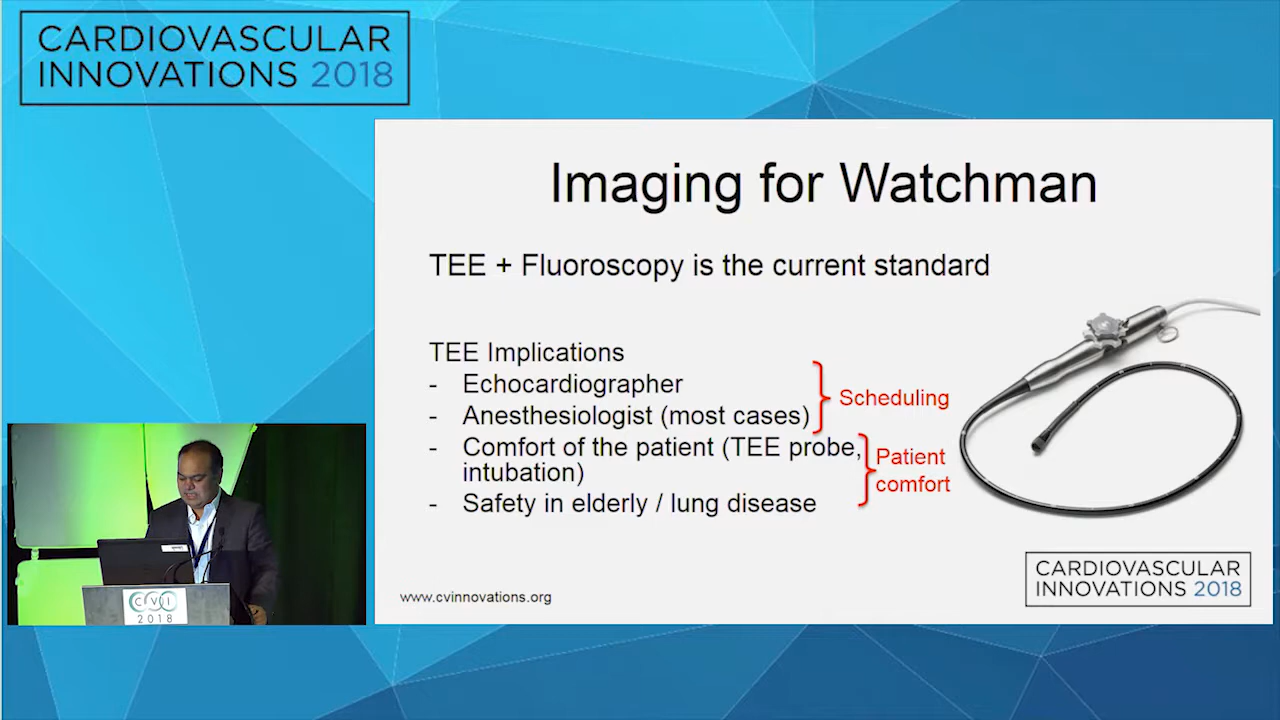 CARDIOVASCULAR
INNOVATIONS 2018
Imaging for Watchman
TEE + Fluoroscopy is the current standard
TEE Implications
- Echocardiographer
- Anesthesiologist (most cases)
Scheduling
- Comfort of the patient (TEE probe,
intubation)
- Safety in elderly / lung disease
Patient
comfort
www.cvinnovations.org
CARDIOVASCULAR
INNOVATIONS 2018
CVI
2018